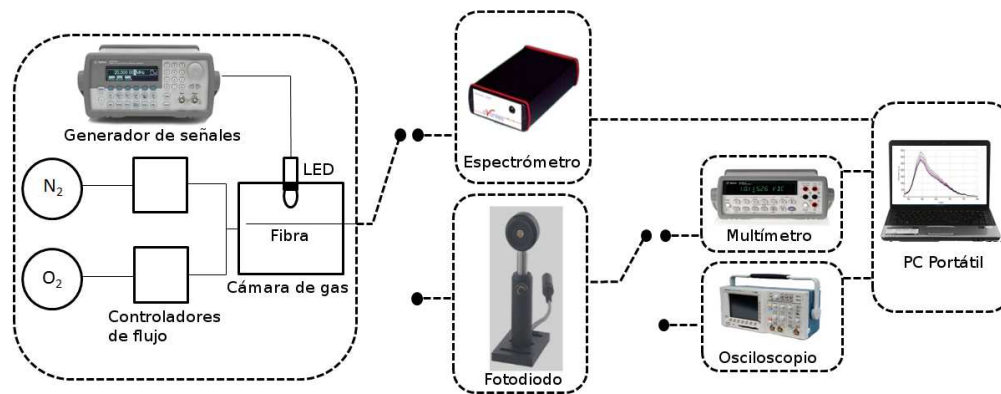 Generador de señales
LED
N2
O2
Fibra
Cámara de gas
Controladores
de flujo
Espectrómetro
Fotodiodo
Multímetro
Osciloscopio
PC Portátil